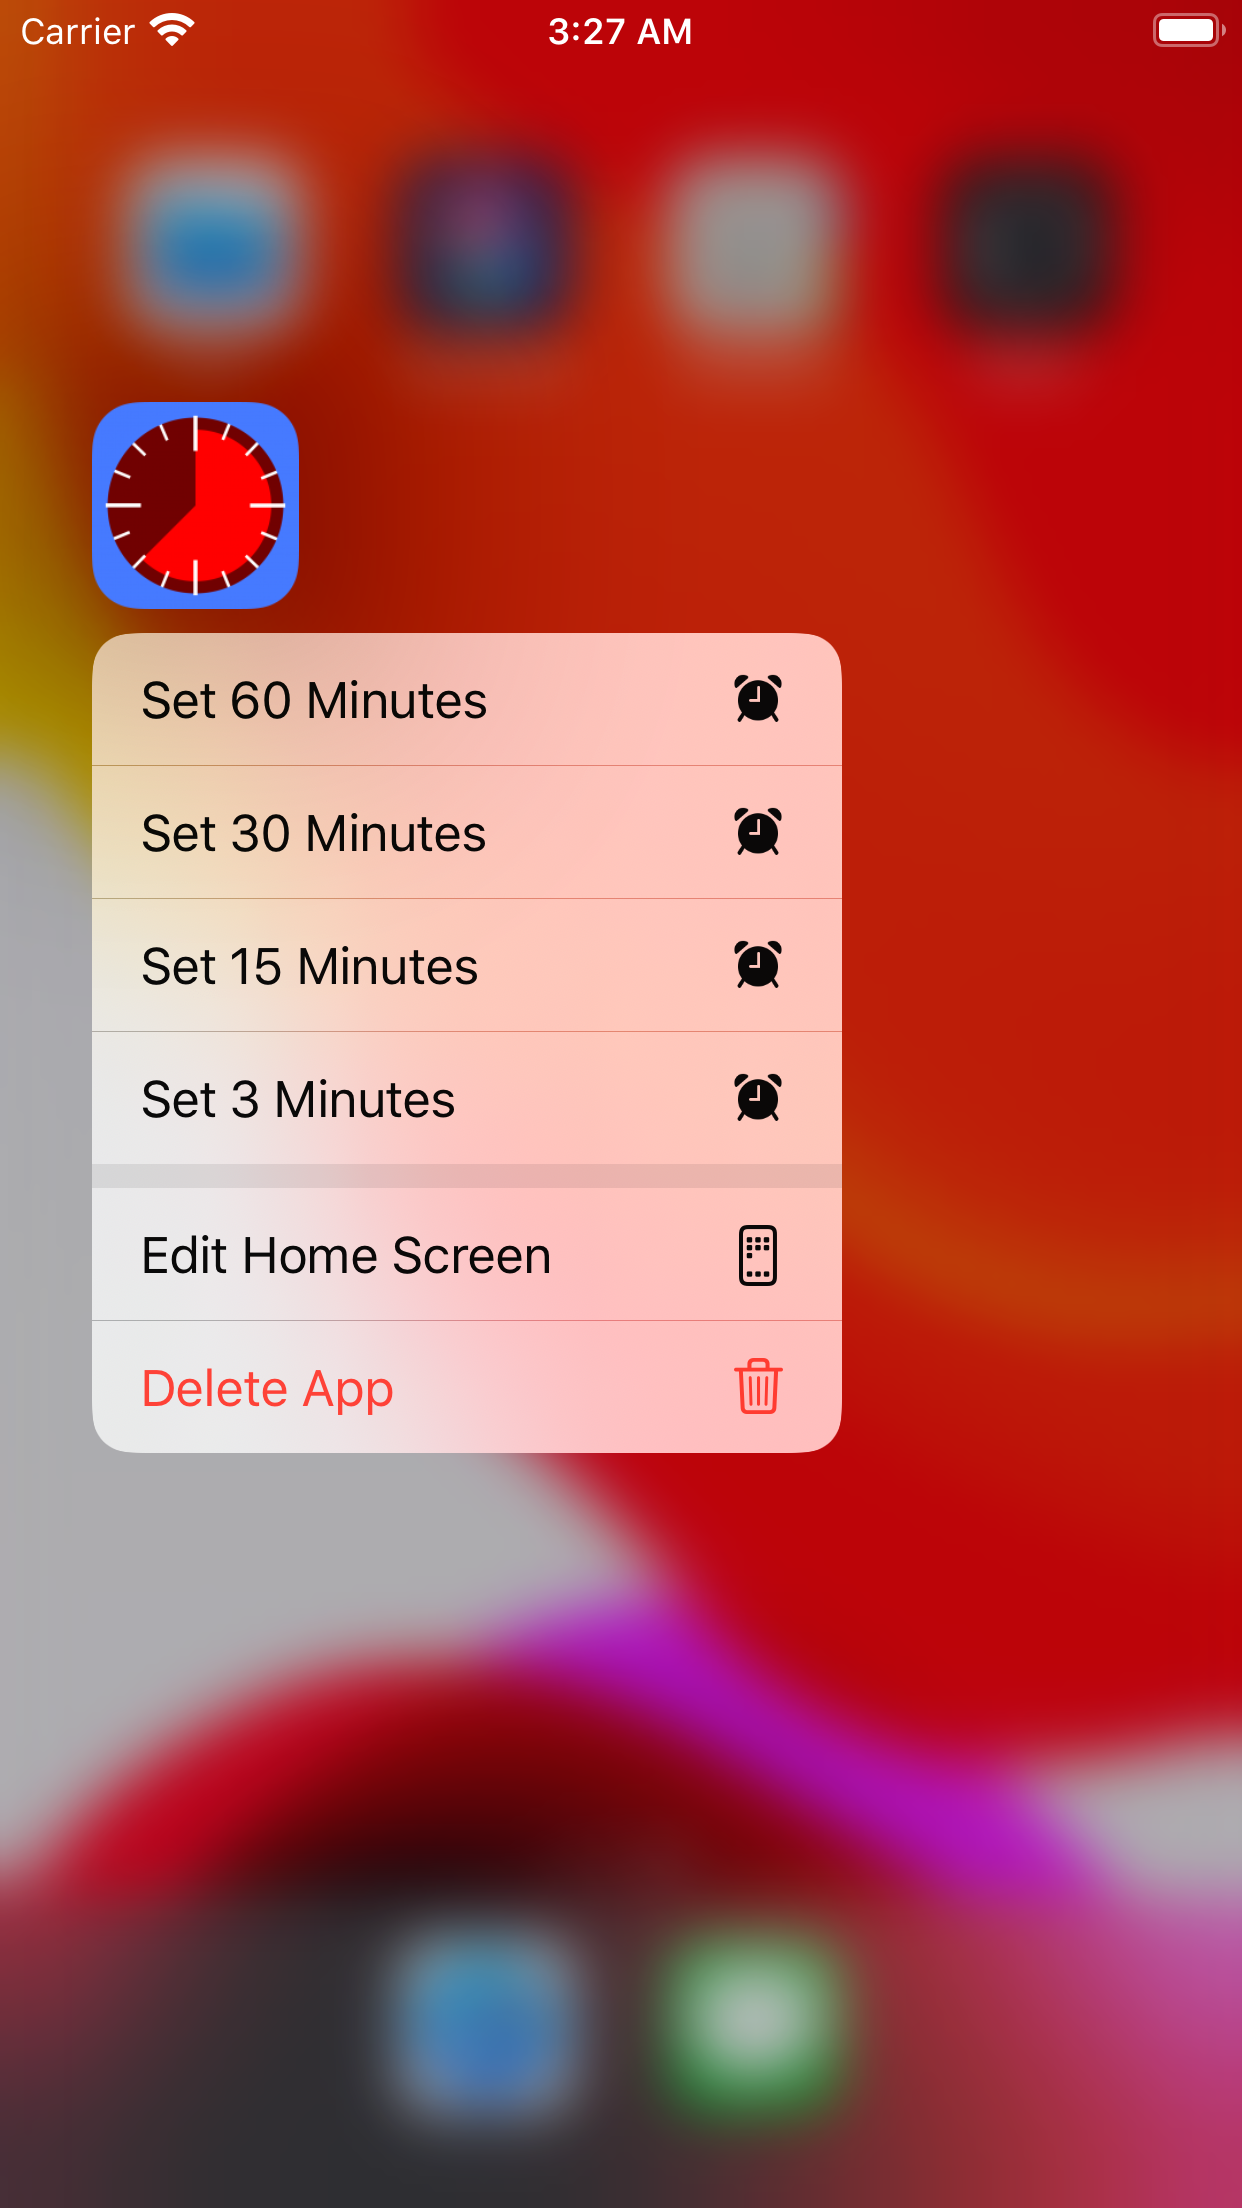 Carrier 3:27 AM
Set 60 Minutes
Set 30 Minutes
Set 15 Minutes
Set 3 Minutes
Edit Home Screen
Delete App